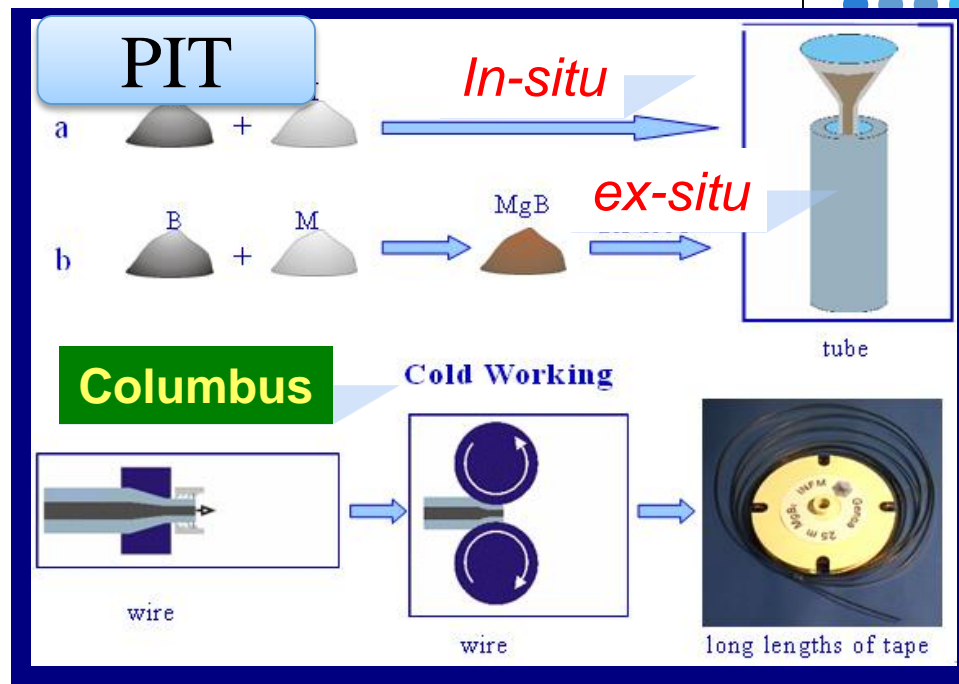 PIT
In-situ
a
+
ex-situ
B
M
MgB
b
+
tube
Columbus
Cold Working
INFM
Genoa
25 m MgB
wire
wire
long lengths of tape